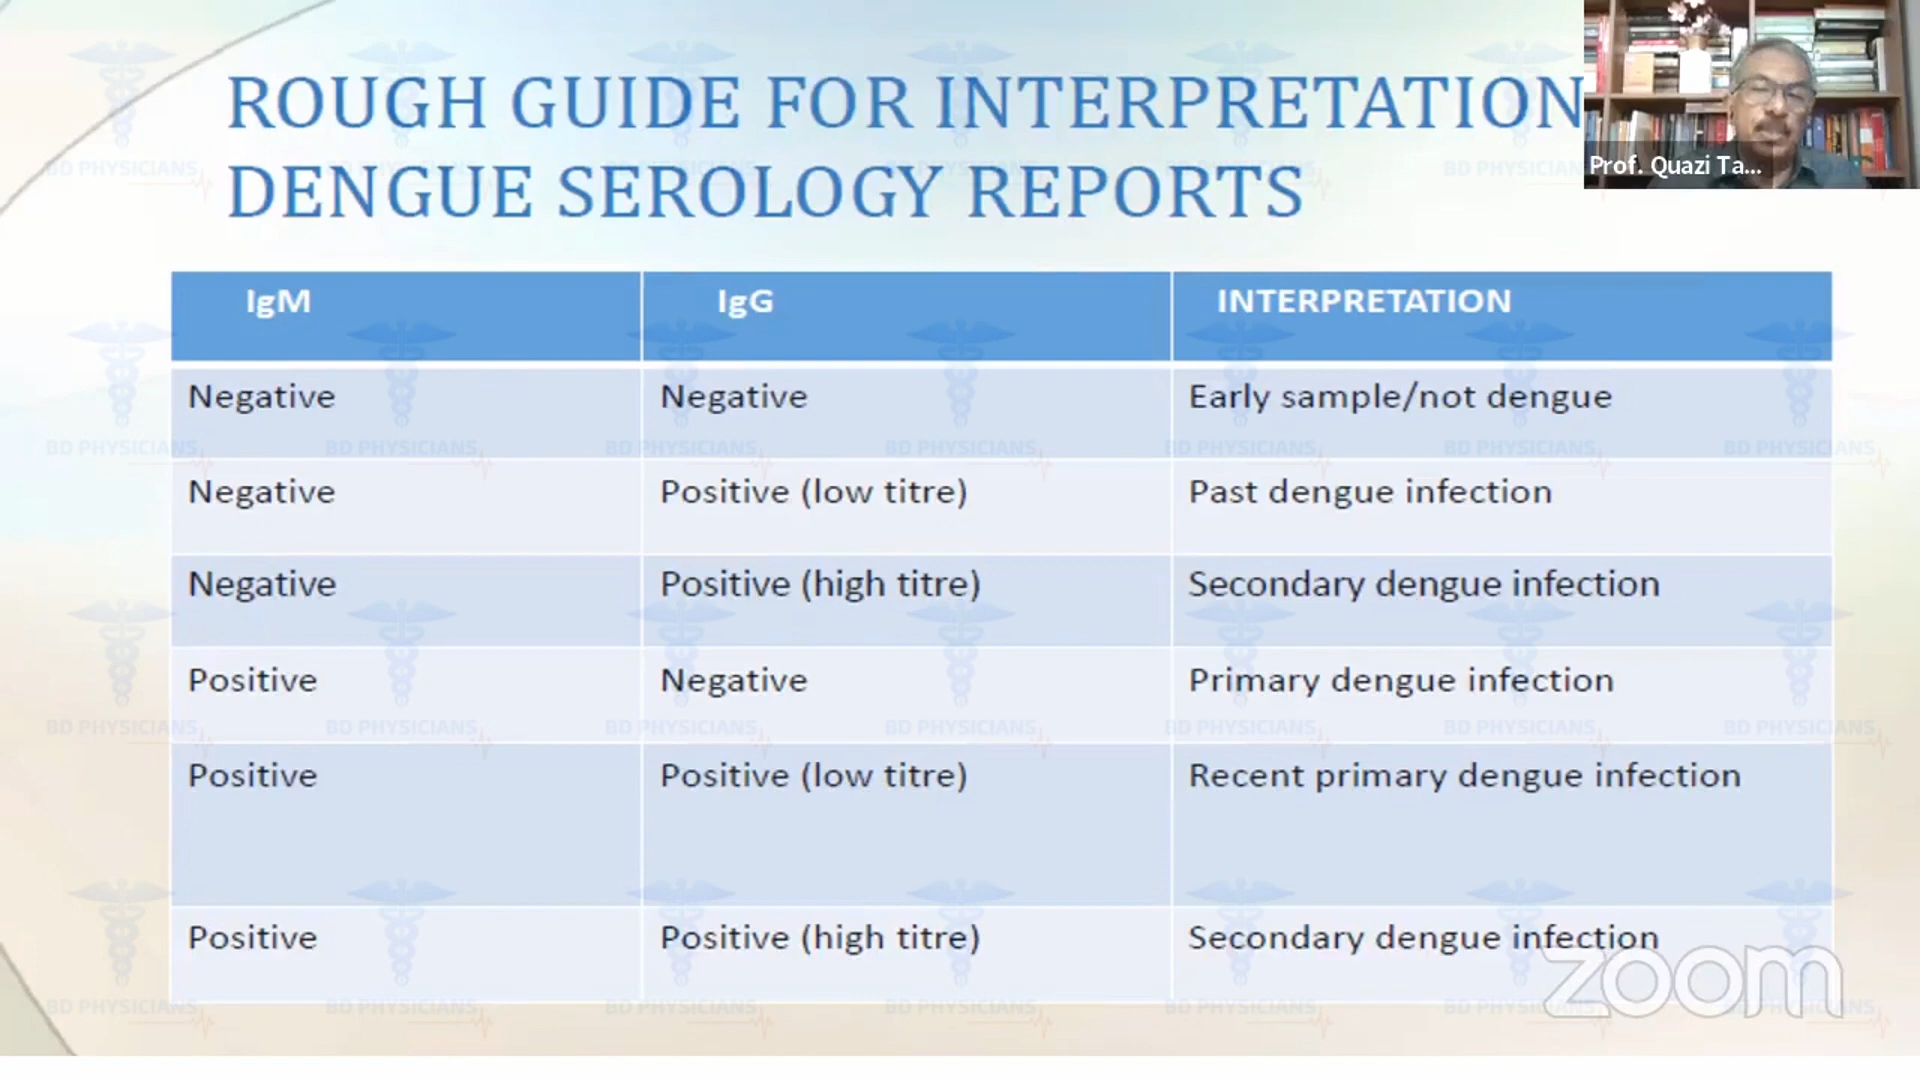 ROUGH GUIDE FOR INTERPRETATION
DENGUE SEROLOGY REPORTS
Prof. Quazi Ta...
IgM IgG INTERPRETATION
Negative Negative Early sample/not dengue
Negative Positive (low titre) Past dengue infection
Negative Positive (high titre) Secondary dengue infection
Positive Negative Primary dengue infection
Positive Positive (low titre) Recent primary dengue infection
Positive Positive (high titre) Secondary dengue infection
zoom
BD PHYSICIANS